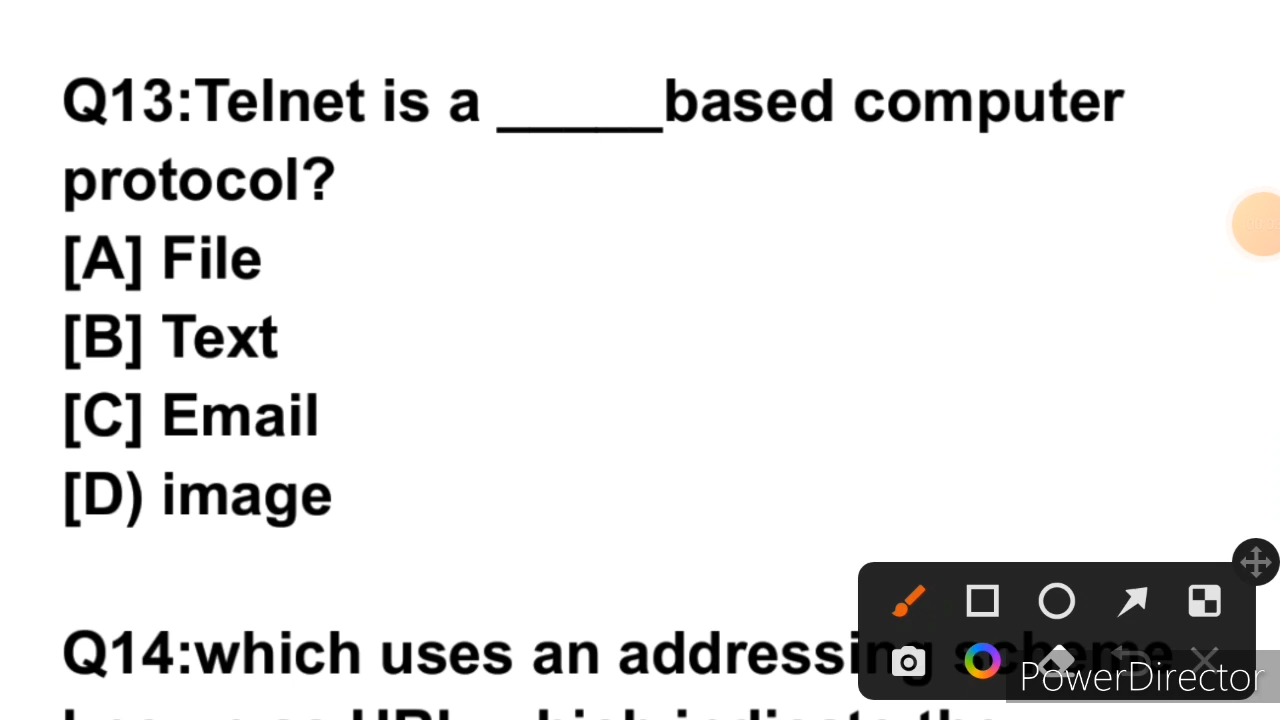 Q13:Telnet is a _____based computer
protocol?
[A] File
[B] Text
[C] Email
[D) image
Q14:which uses an addressing scheme
PowerDirector